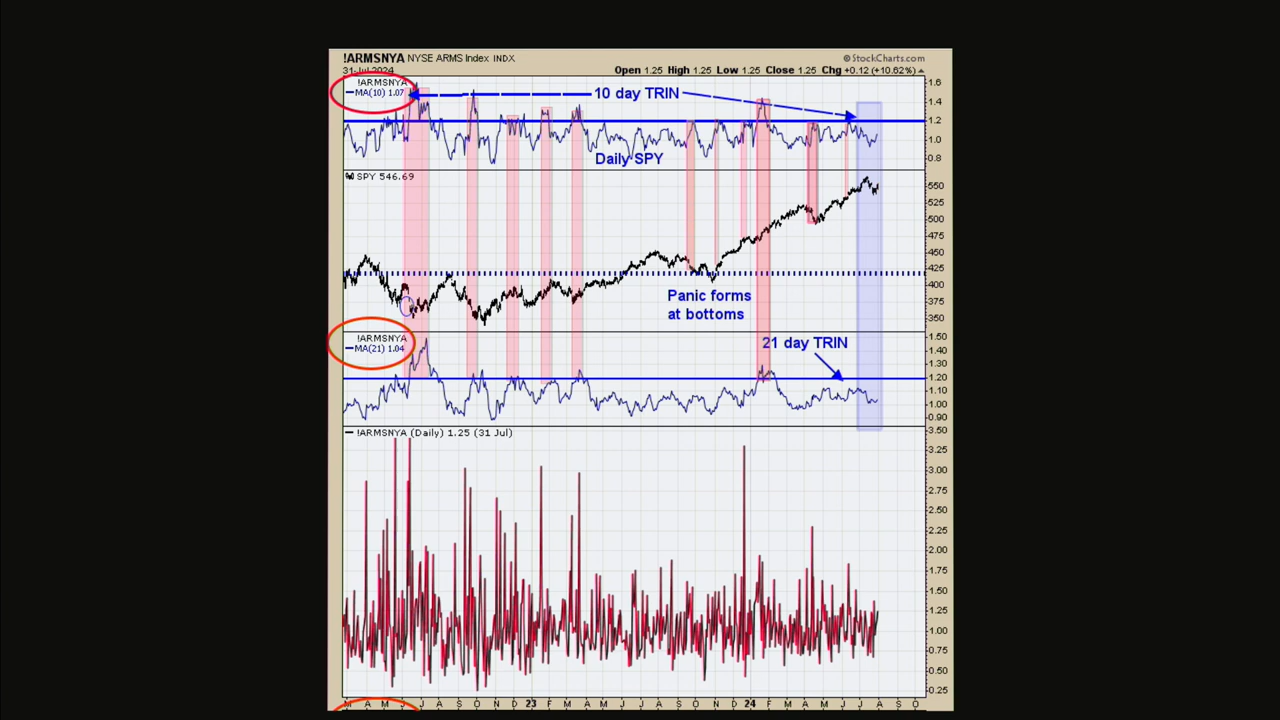 !ARMSNYA NYSE ARMS Index INDX
© StockCharts.com
31-Jul-2024
Open 1.25 High 1.25 Low 1.25 Close 1.25 Chg +0.12 (+10.62%)
!ARMSNYA
MA(10) 1.07
10 day TRIN
1.6
1.4
1.2
1.0
0.8
Daily SPY
SPY 546.69
550
525
500
475
450
425
400
375
350
Panic forms
at bottoms
!ARMSNYA
MA(21) 1.04
21 day TRIN
1.50
1.40
1.30
1.20
1.10
1.00
0.90
!ARMSNYA (Daily) 1.25 (31 Jul)
3.50
3.25
3.00
2.75
2.50
2.25
2.00
1.75
1.50
1.25
1.00
0.75
0.50
0.25
M A M J J A S O N D 23 F M A M J J A S O N D 24 F M A M J J A S O